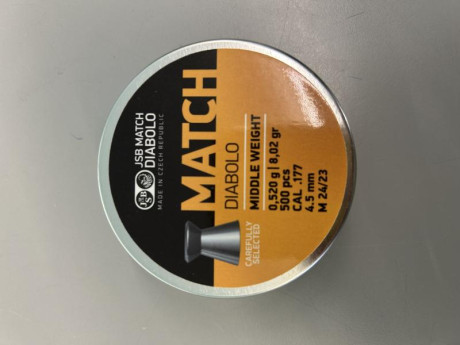 JSB
JSB MATCH
DIABOLO
MADE IN CZECH REPUBLIC
MATCH
DIABOLO
MIDDLE WEIGHT
0,520 g | 8,02 gr
500 pcs
CAL .177
4.5 mm
M 24/23
CAREFULLY
SELECTED